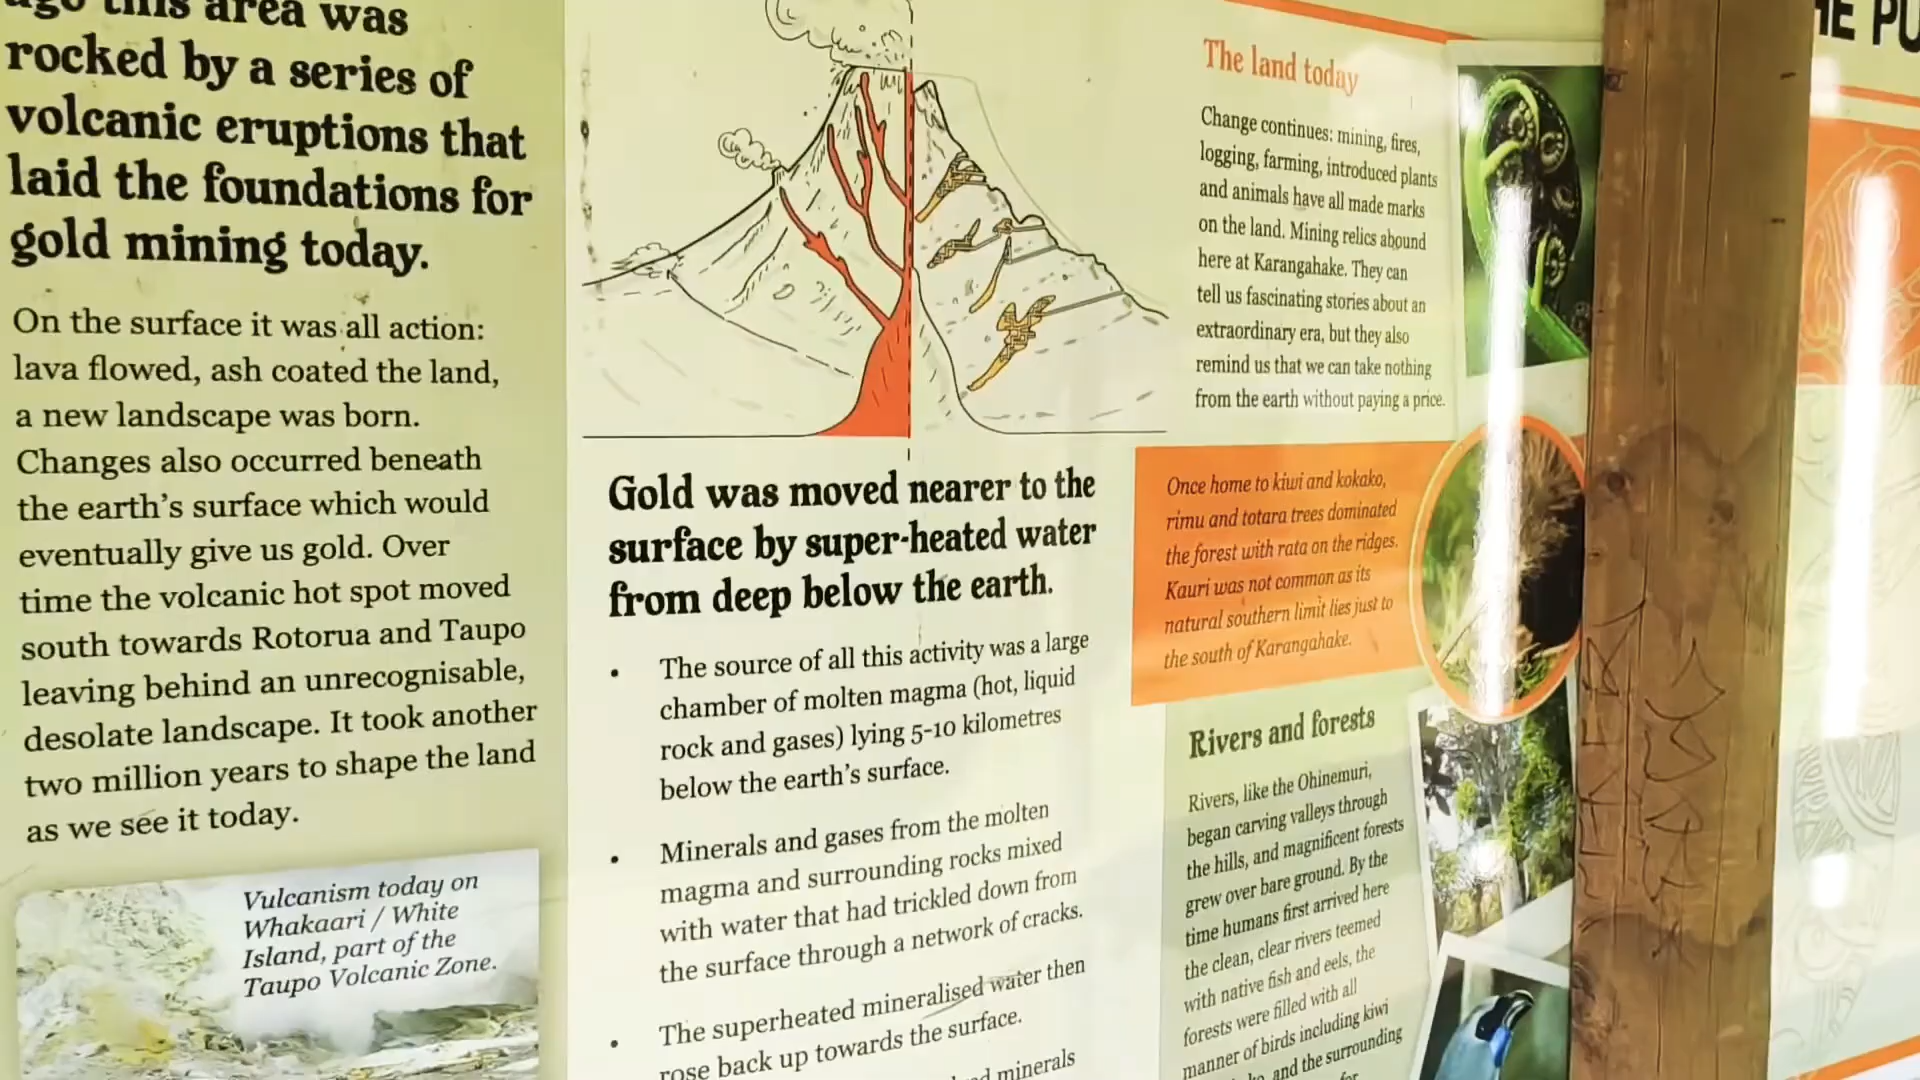 ago this area was
rocked by a series of
volcanic eruptions that
laid the foundations for
gold mining today.
On the surface it was all action:
lava flowed, ash coated the land,
a new landscape was born.
Changes also occurred beneath
the earth's surface which would
eventually give us gold. Over
time the volcanic hot spot moved
south towards Rotorua and Taupo
leaving behind an unrecognisable,
desolate landscape. It took another
two million years to shape the land
as we see it today.
Vulcanism today on
Whakaari / White
Island, part of the
Taupo Volcanic Zone.
Gold was moved nearer to the
surface by super-heated water
from deep below the earth.
• The source of all this activity was a large
chamber of molten magma (hot, liquid
rock and gases) lying 5-10 kilometres
below the earth's surface.
• Minerals and gases from the molten
magma and surrounding rocks mixed
with water that had trickled down from
the surface through a network of cracks.
• The superheated mineralised water then
rose back up towards the surface.
minerals
The land today
Change continues: mining, fires,
logging, farming, introduced plants
and animals have all made marks
on the land. Mining relics abound
here at Karangahake. They can
tell us fascinating stories about an
extraordinary era, but they also
remind us that we can take nothing
from the earth without paying a price.
Once home to kiwi and kokako,
rimu and totara trees dominated
the forest with rata on the ridges.
Kauri was not common as its
natural southern limit lies just to
the south of Karangahake.
Rivers and forests
Rivers, like the Ohinemuri,
began carving valleys through
the hills, and magnificent forests
grew over bare ground. By the
time humans first arrived here
the clean, clear rivers teemed
with native fish and eels, the
forests were filled with all
manner of birds including kiwi
and the surrounding